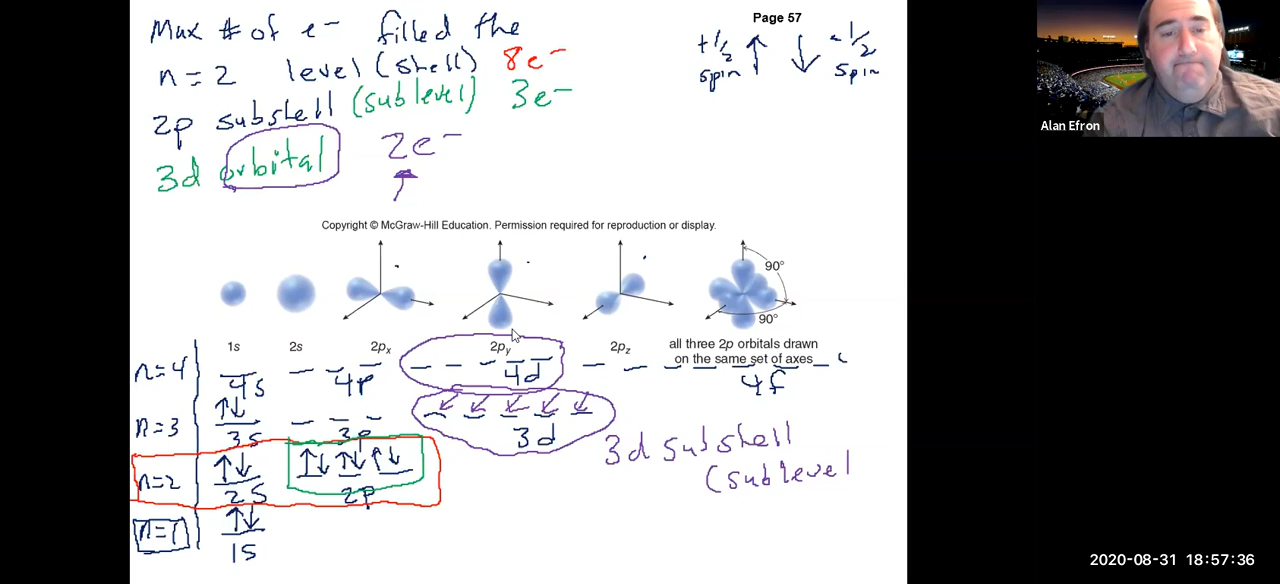 Page 57
Max # of e- filled the
n = 2 level (shell) 8e-
2p subshell (sublevel) 3e-
3d orbital 2e-
+1/2 spin
-1/2 spin
Alan Efron
Copyright © McGraw-Hill Education. Permission required for reproduction or display.
90°
90°
1s 2s 2px 2py 2pz all three 2p orbitals drawn
on the same set of axes
n=4 4s 4p 4d 4f
n=3 3s 3p 3d
3d subshell
(sublevel
n=2 2s 2p
n=1 1s
2020-08-31 18:57:36